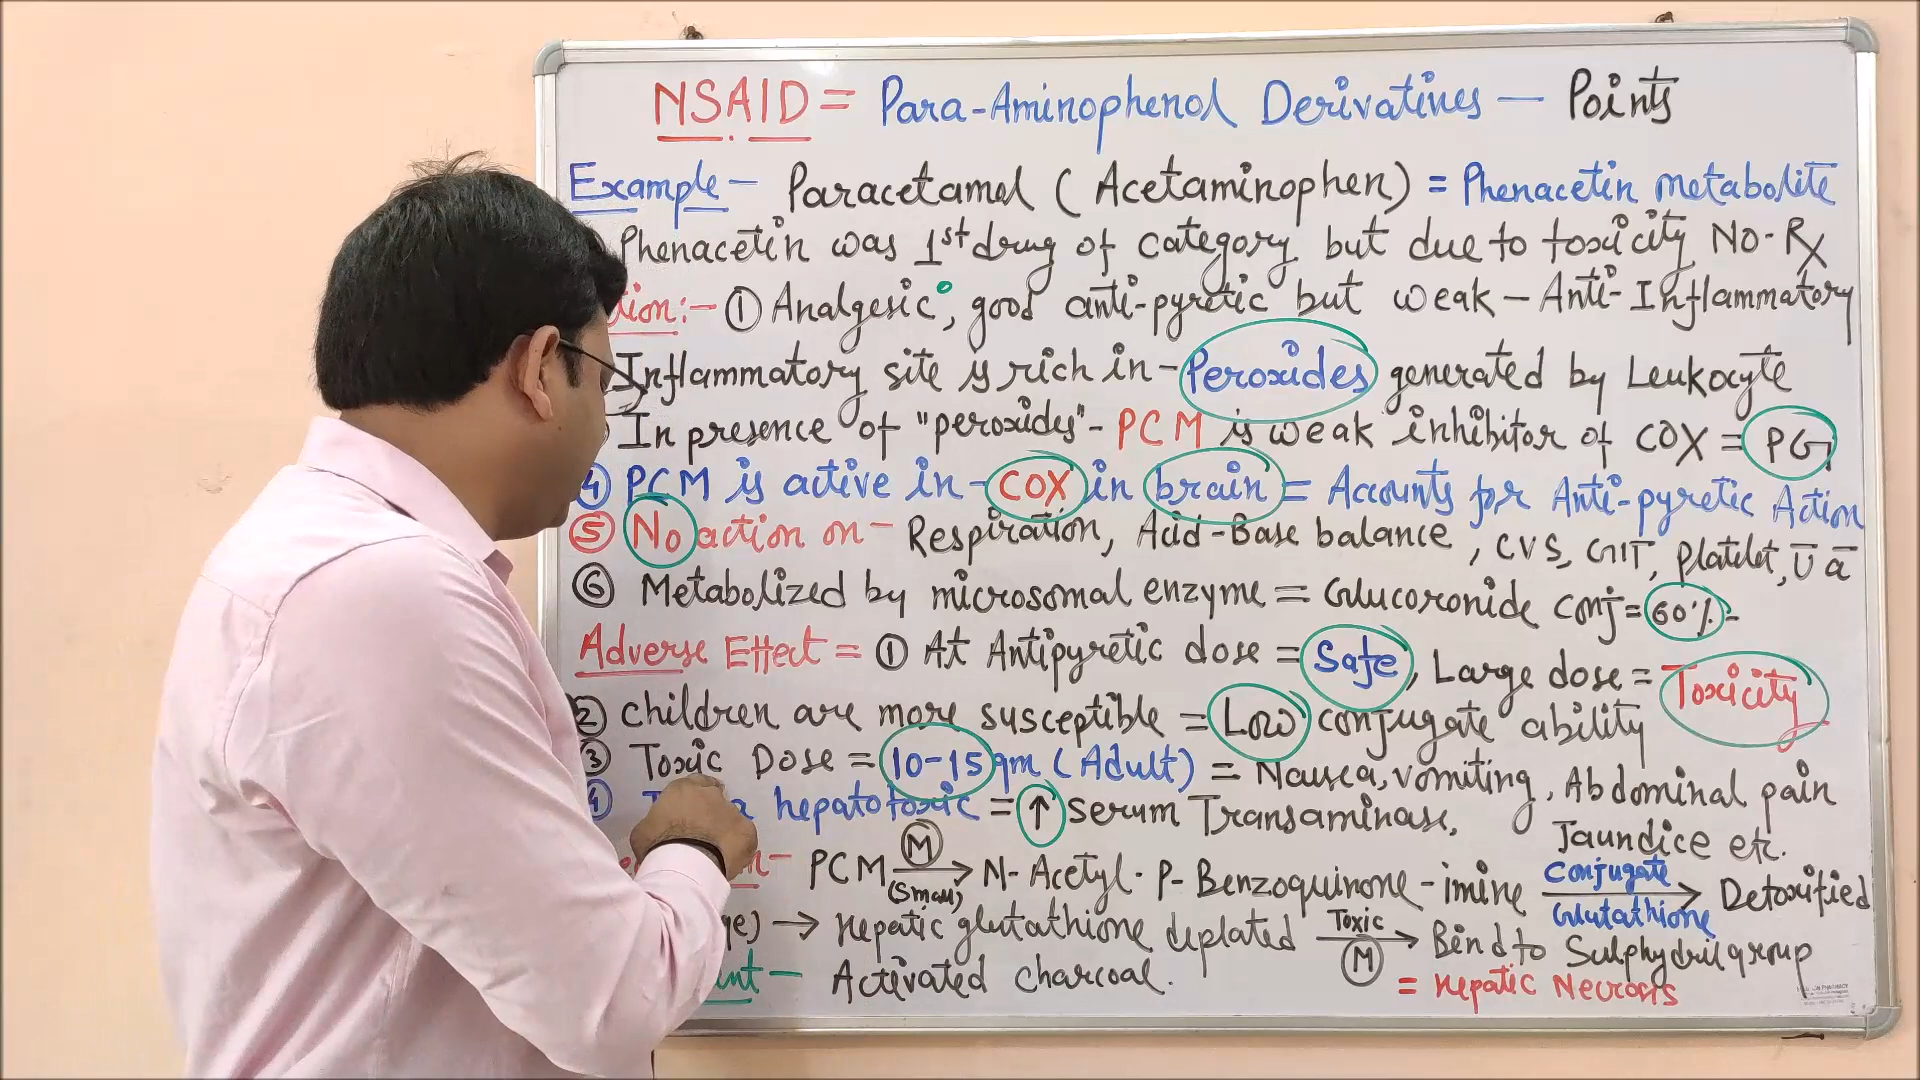 NSAID = Para-Aminophenol Derivatives — Points
Example - Paracetamol (Acetaminophen) = Phenacetin metabolite
Phenacetin was 1st drug of category but due to toxicity NO-Rx
tion:- ① Analgesic, good anti-pyretic but weak - Anti-Inflammatory
Inflammatory site is rich in - Peroxides generated by Leukocyte
In presence of "peroxides" - PCM is weak inhibitor of COX = PG
④ PCM is active in - COX in brain = Accounts for Anti-pyretic Action
⑤ No action on - Respiration, Acid-Base balance, CVS, GIT, Platelet, U a
⑥ Metabolized by microsomal enzyme = Glucoronide conj = 60%-
Adverse Effect = ① At Antipyretic dose = Safe, Large dose = Toxicity
② children are more susceptible = Low conjugate ability
③ Toxic Dose = 10-15 gm (Adult) = Nausea, vomiting, Abdominal pain
Jaundice etc.
④ hepatotoxic = ↑ serum Transaminase.
PCM Ⓜ (Small) → N-Acetyl-P-Benzoquinone-imine Conjugate Glutathione → Detoxified
ge) → Hepatic glutathione deplated Toxic Ⓜ → Bind to Sulphydril group
= Hepatic Necrosis
nt - Activated charcoal.